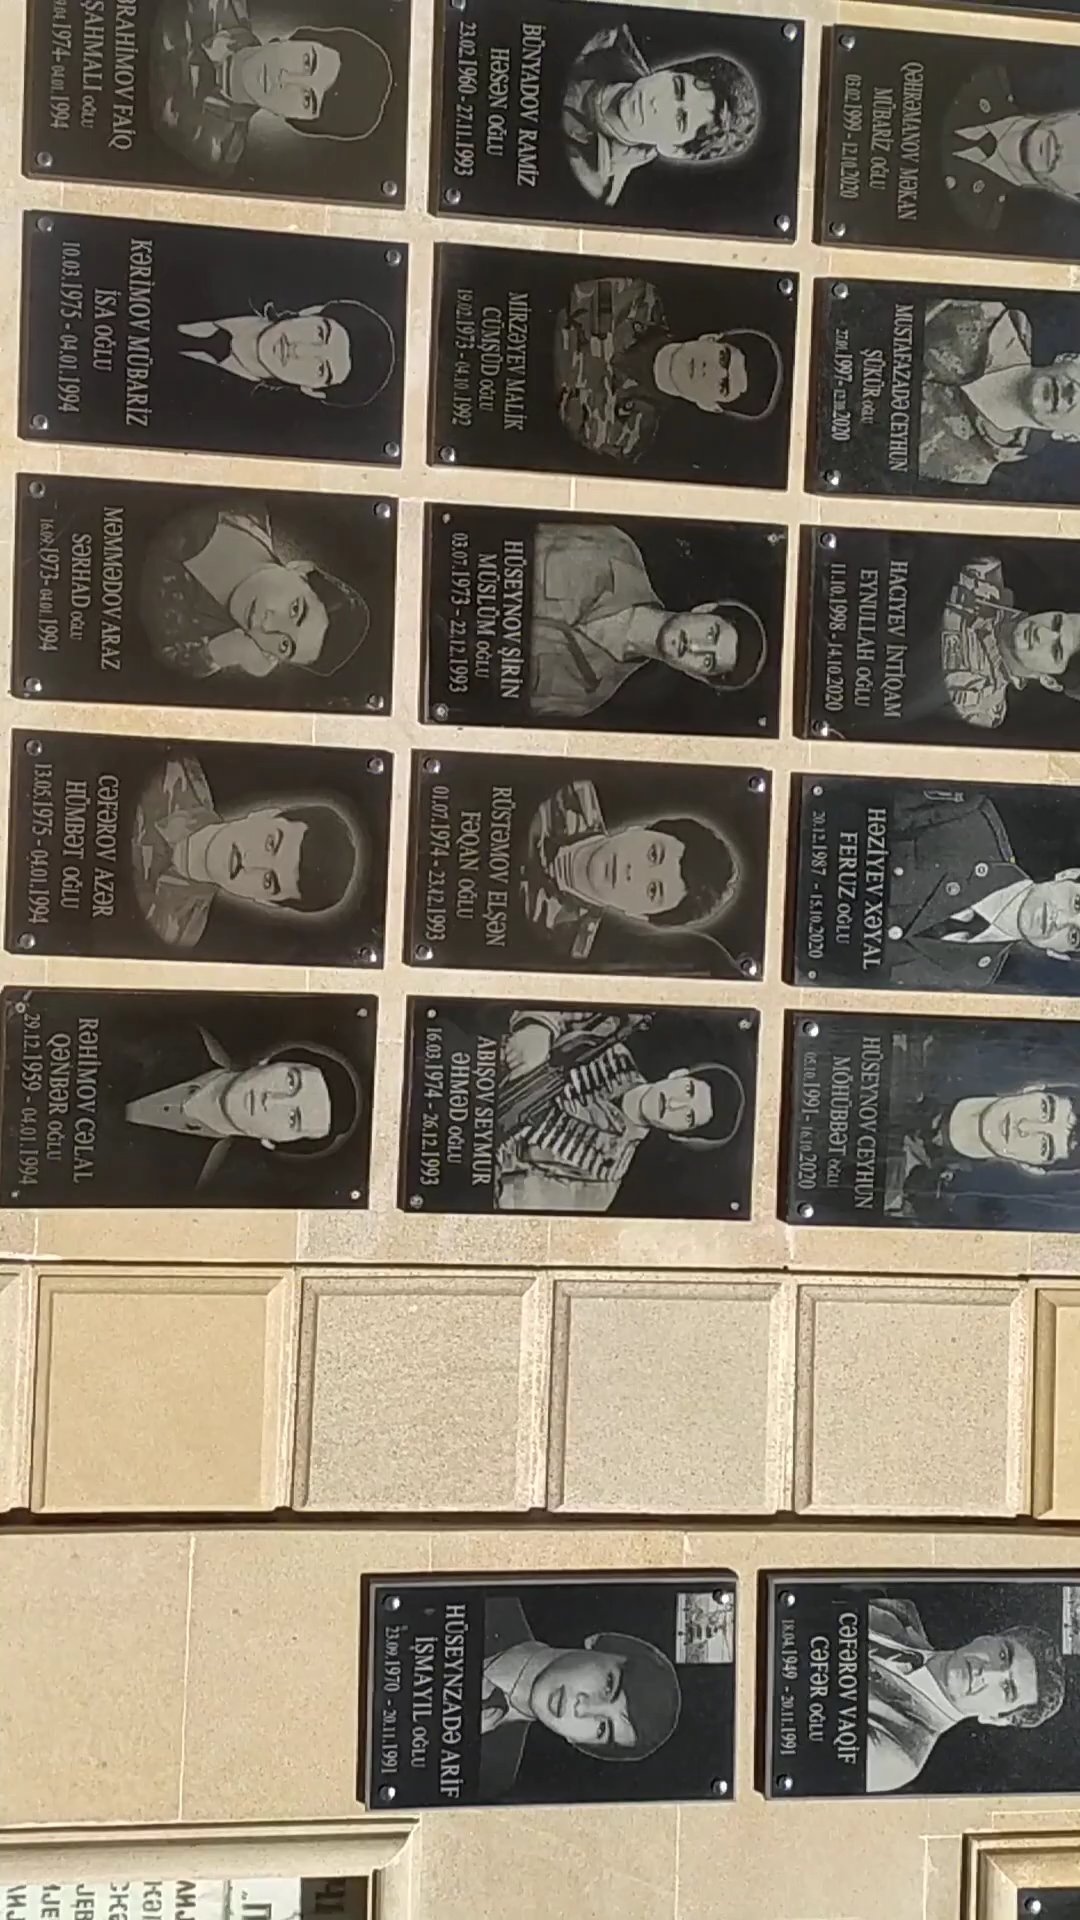 QƏHRƏMANOV MƏKAN
MÜBARİZ OĞLU
MUSTAFAZADƏ CEYHUN
ŞÜKÜR OĞLU
HACIYEV İNTİQAM
EYNULLAH OĞLU
11.10.1998 - 14.10.2020
HƏZİYEV XƏYAL
FERUZ OĞLU
20.12.1987 - 15.10.2020
HÜSEYNOV CEYHUN
MÖHÜBBƏT OĞLU
05.10.1991- 16.10.2020
CƏFƏROV VAQİF
CƏFƏR OĞLU
18.04.1949 - 20.11.1991
BÜNYADOV RAMİZ
HƏSƏN OĞLU
23.02.1960 - 27.11.1993
MİRZƏYEV MALİK
CÜMŞÜD OĞLU
19.02.1973 - 04.10.1992
HÜSEYNOV ŞİRİN
MÜSLÜM OĞLU
03.07.1973 - 22.12.1993
RÜSTƏMOV ELŞƏN
FƏQAN OĞLU
01.07.1974 - 23.12.1993
ABIŞOV SEYMUR
ƏHMƏD OĞLU
16.03.1974 - 26.12.1993
HÜSEYNZADƏ ARİF
İSMAYIL OĞLU
23.09.1970 - 20.11.1991
BRAHİMOV FAİQ
ŞAHMALI OĞLU
04.1974- 04.01.1994
KƏRİMOV MÜBARİZ
İSA OĞLU
10.03.1975 - 04.01.1994
MƏMMƏDOV ARAZ
SƏRHAD OĞLU
16.09.1973- 04.01.1994
CƏFƏROV AZƏR
HÜMBƏT OĞLU
13.05.1975 - 04.01.1994
RƏHİMOV CƏLAL
QƏNBƏR OĞLU
29.12.1959 - 04.01.1994